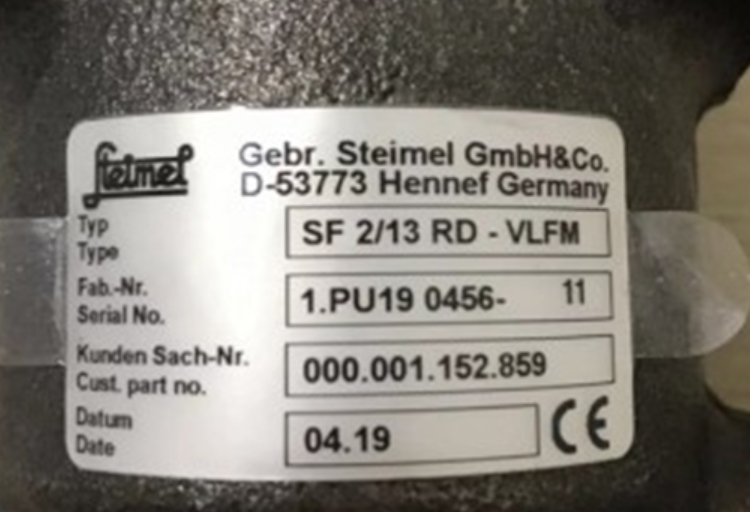 Steimel
Gebr. Steimel GmbH&Co.
D-53773 Hennef Germany
Typ
Type
SF 2/13 RD - VLFM
Fab.-Nr.
Serial No.
1.PU19 0456- 11
Kunden Sach-Nr.
Cust. part no.
000.001.152.859
Datum
Date
04.19
CE